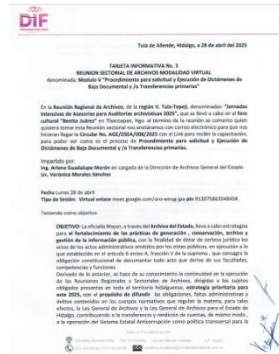 DIF
Tula de Allende, Hidalgo, a 28 de abril del 2025
TARJETA INFORMATIVA No. 3
REUNION SECTORIAL DE ARCHIVOS MODALIDAD VIRTUAL
denominada: Modulo V "Procedimiento para solicitud y Ejecución de Dictámenes de
Baja Documental y /o Transferencias primarias.
En la Reunión Regional de Archivos, de la región V. Tula-Tepeji, denominadas: "Jornadas
Intensivas de Asesorías para Auditorías archivísticas 2025", que se llevó a cabo en el foro
cultural "Benito Juárez" en Tlaxcoapan, Hgo, al termino de la reunión comento quien
quisiera tomar esta Reunión sectorial nos anotáramos con correo electrónico para que nos
hicieran llegar la Circular No. AGE/DSEA/008/2025 con el Link para recibir la capacitación,
para poder ver como es el proceso de Procedimiento para solicitud y Ejecución de
Dictámenes de Baja Documental y /o Transferencias primarias.
Impartido por:
Ing. Arlene Guadalupe Morón en cargada de la Dirección de Archivos General del Estado
Lic. Verónica Morales Sánchez
Fecha Lunes 28 de abril
Tipo de Sesión. Virtual enlace
Teniendo como objetivo:
OBJETIVO: La oficialía Mayor, a través del Archivo del Estado, lleva a cabo estrategias
para el fortalecimiento de las prácticas de generación , conservación, archivo y
gestión de la información pública, con la finalidad de dotar de certeza jurídica los
actos de los actos administrativos emitidos por los entes públicos, en ejecución a lo
que establecido en el artículo 6 inciso A, fracción V de la suprema , que consagra la
obligación constitucional de documentar todo acto que derive de sus facultades,
competencias y funciones.
Derivado de lo anterior, se hace de su conocimiento la continuidad en la ejecución
de las Reuniones Regionales y Sectoriales de Archivos, dirigidas a los sujetos
obligados presentes en todo el territorio hidalguense, estrategia prioritaria para
este 2025, con el propósito de difundir las obligaciones, faltas administrativas y
delitos contenidos en los cuerpos normativos que regulan la materia, para tales
efectos, la Ley General de Archivos y la Ley General de Archivos para el Estado de
Hidalgo, contribuyendo a la transparencia y rendición de cuentas, de mismo modo ,
a la operación del Sistema Estatal Anticorrupción como política transversal para la